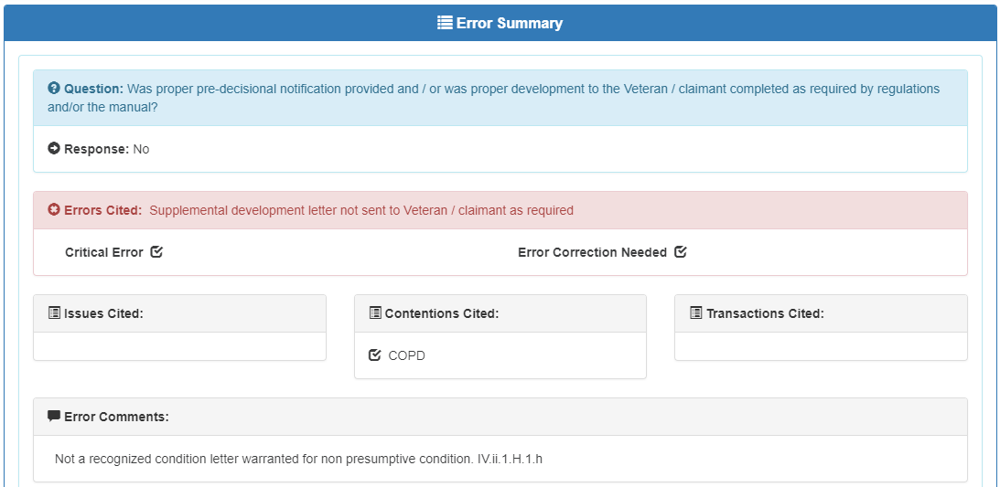 Error Summary
Question: Was proper pre-decisional notification provided and / or was proper development to the Veteran / claimant completed as required by regulations
and/or the manual?
Response: No
Errors Cited: Supplemental development letter not sent to Veteran / claimant as required
Critical Error
Error Correction Needed
Issues Cited:
Contentions Cited:
Transactions Cited:
COPD
Error Comments:
Not a recognized condition letter warranted for non presumptive condition. IV.ii.1.H.1.h